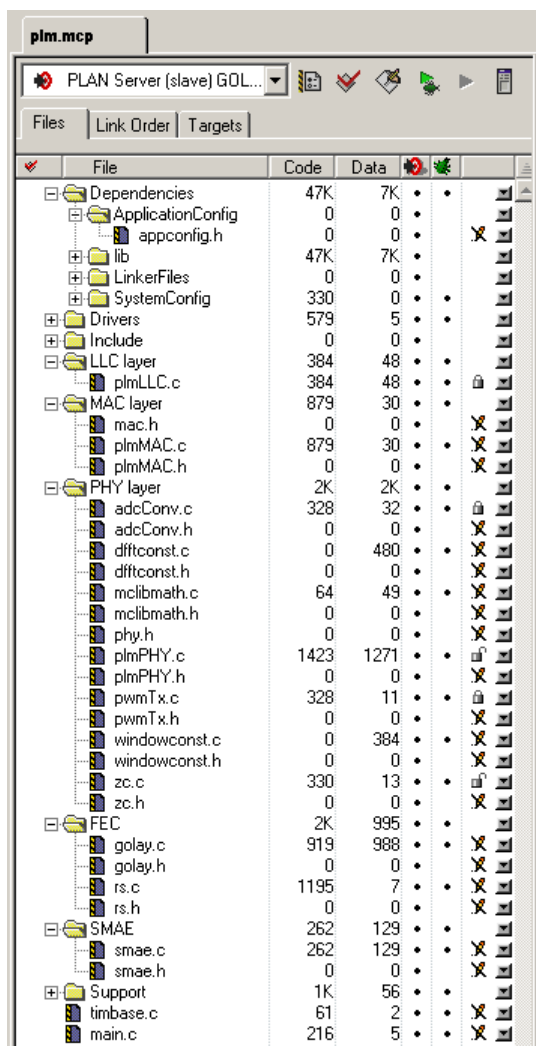 plm.mcp
PLAN Server (slave) GOL...
Files Link Order Targets
File Code Data
Dependencies 47K 7K
ApplicationConfig 0 0
appconfig.h 0 0
lib 47K 7K
LinkerFiles 0 0
SystemConfig 330 0
Drivers 579 5
Include 0 0
LLC layer 384 48
plmLLC.c 384 48
MAC layer 879 30
mac.h 0 0
plmMAC.c 879 30
plmMAC.h 0 0
PHY layer 2K 2K
adcConv.c 328 32
adcConv.h 0 0
dfftconst.c 0 480
dfftconst.h 0 0
mclibmath.c 64 49
mclibmath.h 0 0
phy.h 0 0
plmPHY.c 1423 1271
plmPHY.h 0 0
pwmTx.c 328 11
pwmTx.h 0 0
windowconst.c 0 384
windowconst.h 0 0
zc.c 330 13
zc.h 0 0
FEC 2K 995
golay.c 919 988
golay.h 0 0
rs.c 1195 7
rs.h 0 0
SMAE 262 129
smae.c 262 129
smae.h 0 0
Support 1K 56
timbase.c 61 2
main.c 216 5